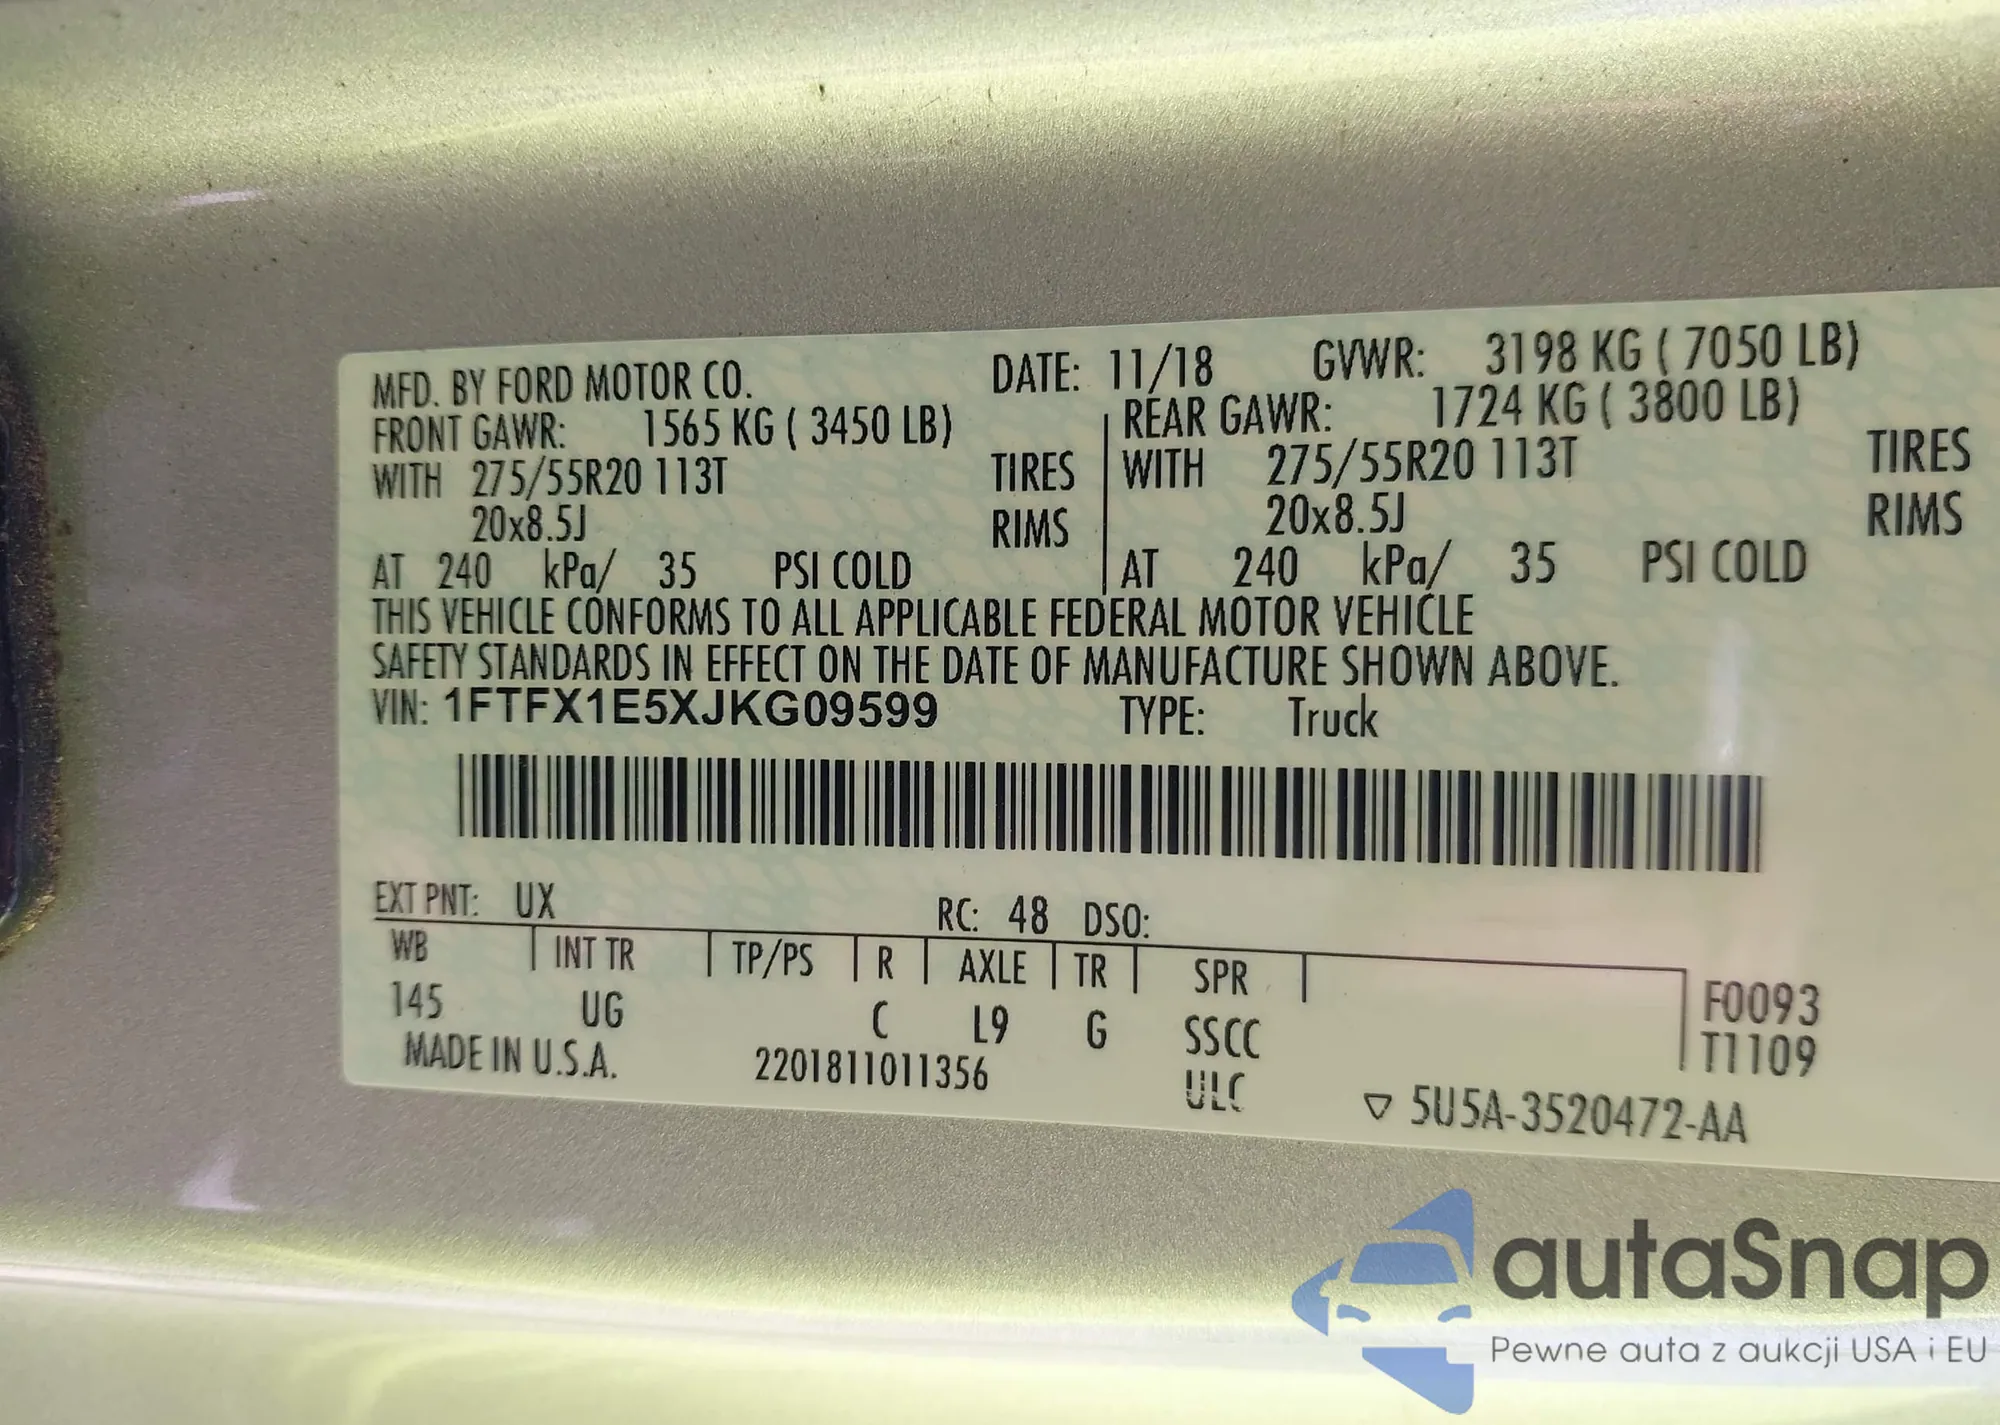 MFD. BY FORD MOTOR CO. DATE: 11/18 GVWR: 3198 KG ( 7050 LB)
FRONT GAWR: 1565 KG ( 3450 LB) REAR GAWR: 1724 KG ( 3800 LB)
WITH 275/55R20 113T TIRES WITH 275/55R20 113T TIRES
20x8.5J RIMS 20x8.5J RIMS
AT 240 kPa/ 35 PSI COLD AT 240 kPa/ 35 PSI COLD
THIS VEHICLE CONFORMS TO ALL APPLICABLE FEDERAL MOTOR VEHICLE
SAFETY STANDARDS IN EFFECT ON THE DATE OF MANUFACTURE SHOWN ABOVE.
VIN: 1FTFX1E5XJKG09599 TYPE: Truck
EXT PNT: UX RC: 48 DSO:
WB INT TR TP/PS R AXLE TR SPR
145 UG C L9 G SSCC F0093
MADE IN U.S.A. 2201811011356 ULC T1109
▽ 5U5A-3520472-AA
autaSnap
Pewne auta z aukcji USA i EU